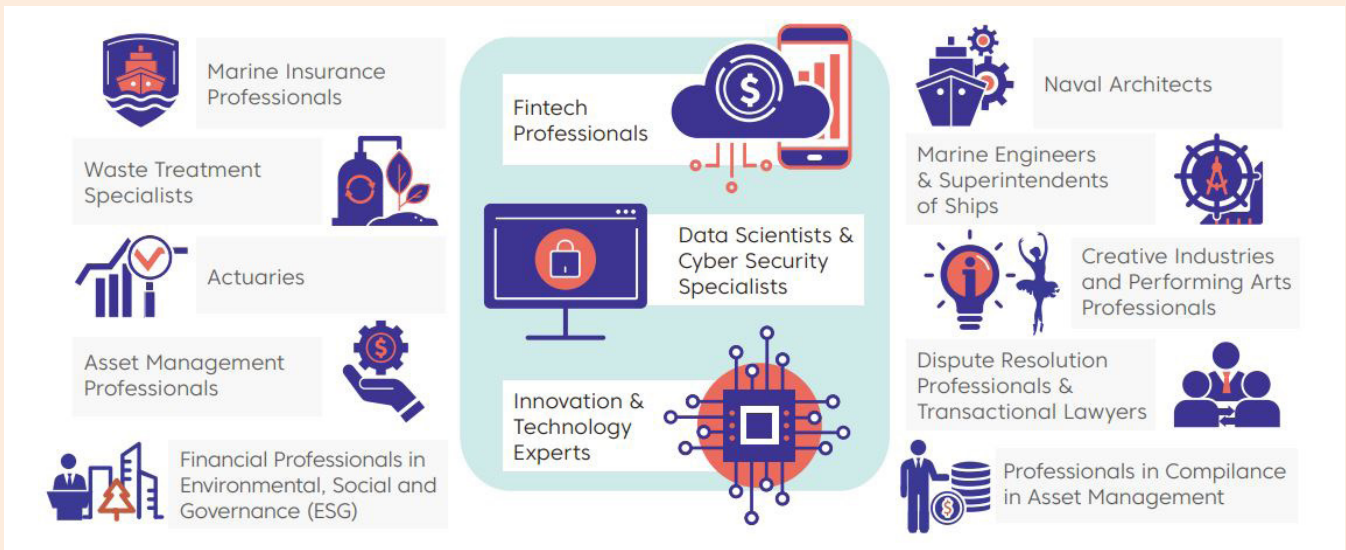 Marine Insurance
Professionals
Waste Treatment
Specialists
Actuaries
Asset Management
Professionals
Financial Professionals in
Environmental, Social and
Governance (ESG)
Fintech
Professionals
Data Scientists &
Cyber Security
Specialists
Innovation &
Technology
Experts
Naval Architects
Marine Engineers
& Superintendents
of Ships
Creative Industries
and Performing Arts
Professionals
Dispute Resolution
Professionals &
Transactional Lawyers
Professionals in Compilance
in Asset Management